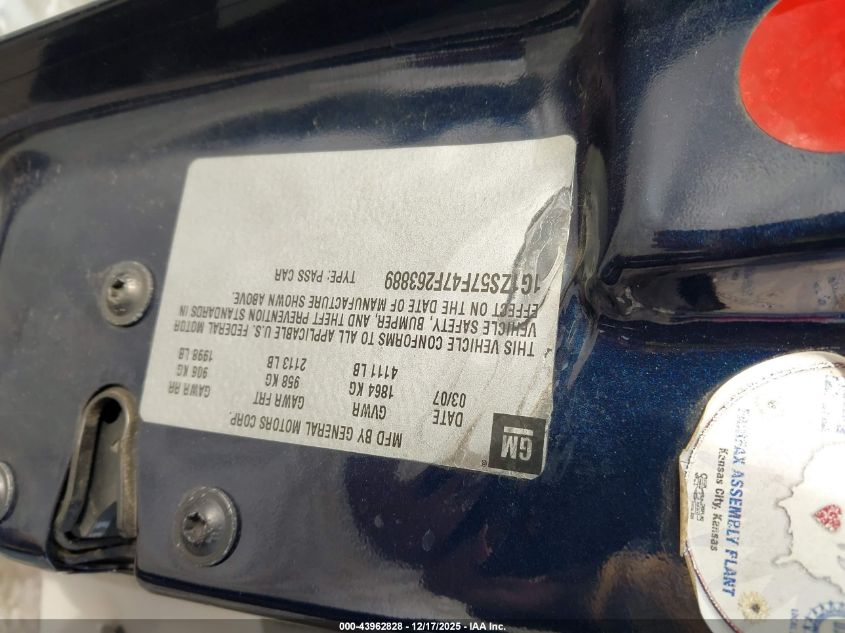 GM
MFD BY GENERAL MOTORS CORP.
DATE GVWR GAWR FRT GAWR RR
03/07 1864 KG 958 KG 906 KG
4111 LB 2113 LB 1998 LB
THIS VEHICLE CONFORMS TO ALL APPLICABLE U.S. FEDERAL MOTOR
VEHICLE SAFETY, BUMPER, AND THEFT PREVENTION STANDARDS IN
EFFECT ON THE DATE OF MANUFACTURE SHOWN ABOVE.
1G1ZS57F47F263889 TYPE: PASS CAR
FAIRFAX ASSEMBLY PLANT
Kansas City, Kansas
000-43962828 - 12/17/2025 - IAA Inc.